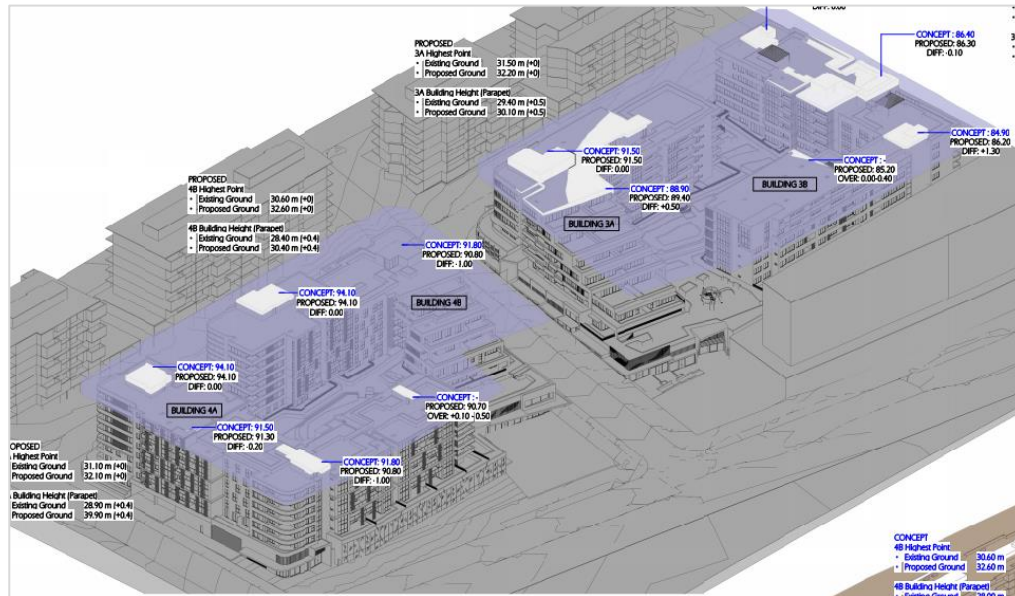 DIFF: 0.00
CONCEPT : 86.40
PROPOSED: 86.30
DIFF: -0.10
PROPOSED
3A Highest Point
• Existing Ground 31.50 m (+0)
• Proposed Ground 32.20 m (+0)
3A Building Height (Parapet)
• Existing Ground 29.40 m (+0.5)
• Proposed Ground 30.10 m (+0.5)
CONCEPT : 84.90
PROPOSED: 86.20
DIFF: +1.30
CONCEPT: 91.50
PROPOSED: 91.50
DIFF: 0.00
CONCEPT : -
PROPOSED: 85.20
OVER: 0.00-0.40
BUILDING 3B
CONCEPT: 88.90
PROPOSED: 89.40
DIFF: +0.50
BUILDING 3A
PROPOSED
4B Highest Point
• Existing Ground 30.60 m (+0)
• Proposed Ground 32.60 m (+0)
4B Building Height (Parapet)
• Existing Ground 28.40 m (+0.4)
• Proposed Ground 30.40 m (+0.4)
CONCEPT: 91.80
PROPOSED: 90.80
DIFF: -1.00
CONCEPT: 94.10
PROPOSED: 94.10
DIFF: 0.00
BUILDING 4B
CONCEPT: 94.10
PROPOSED: 94.10
DIFF: 0.00
CONCEPT : -
PROPOSED: 90.70
OVER: +0.10 -0.50
BUILDING 4A
CONCEPT: 91.50
PROPOSED: 91.30
DIFF: -0.20
CONCEPT: 91.80
PROPOSED: 90.80
DIFF: -1.00
OPOSED
Highest Point
Existing Ground 31.10 m (+0)
Proposed Ground 32.10 m (+0)
Building Height (Parapet)
Existing Ground 28.90 m (+0.4)
Proposed Ground 39.90 m (+0.4)
CONCEPT
4B Highest Point
• Existing Ground 30.60 m
• Proposed Ground 32.60 m
4B Building Height (Parapet)
• Existing Ground 28.00 m